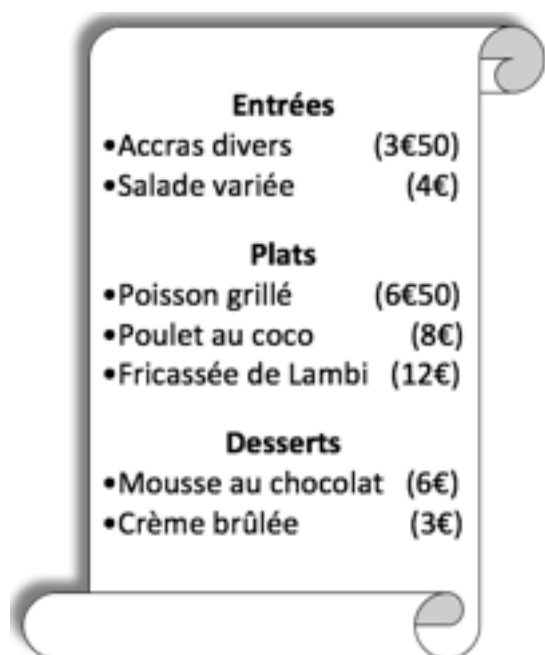 Entrées
•Accras divers (3€50)
•Salade variée (4€)
Plats
•Poisson grillé (6€50)
•Poulet au coco (8€)
•Fricassée de Lambi (12€)
Desserts
•Mousse au chocolat (6€)
•Crème brûlée (3€)